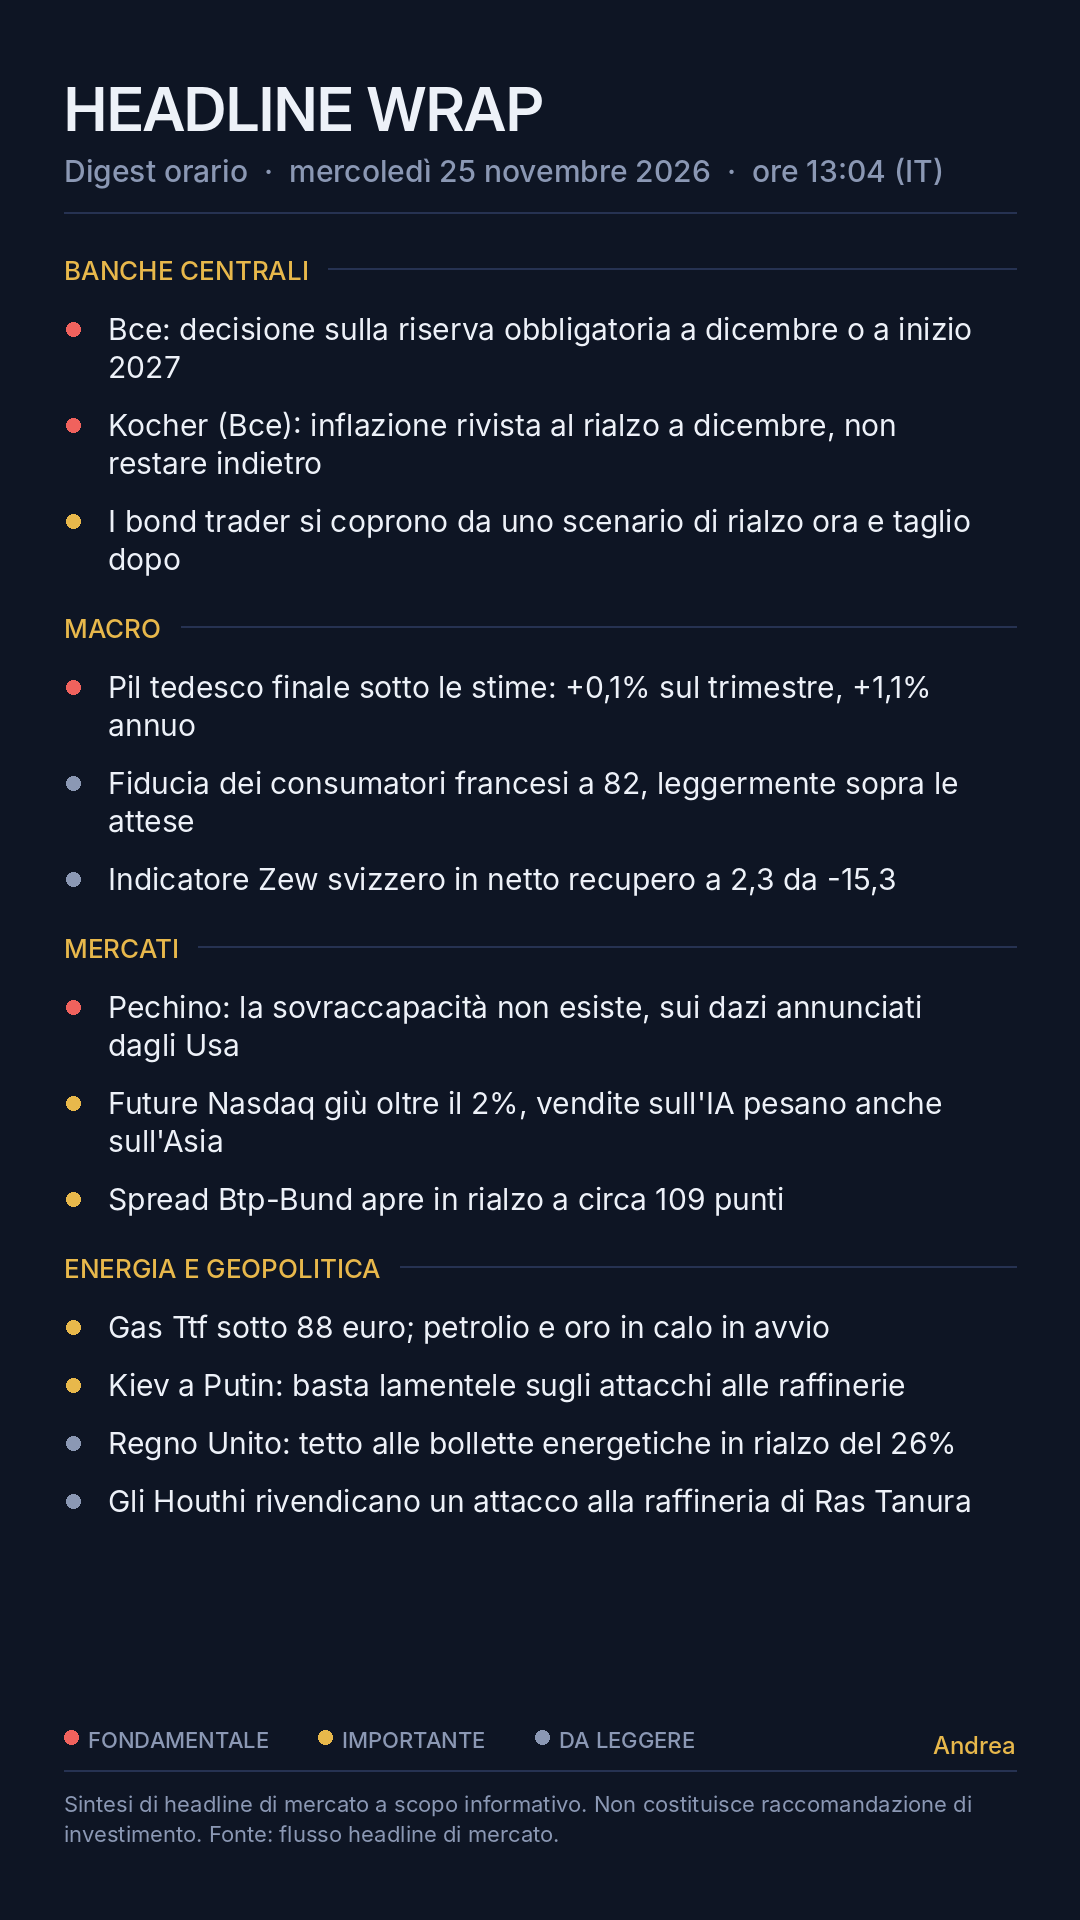 HEADLINE WRAP
Digest orario · mercoledì 25 novembre 2026 · ore 13:04 (IT)
BANCHE CENTRALI
Bce: decisione sulla riserva obbligatoria a dicembre o a inizio
2027
Kocher (Bce): inflazione rivista al rialzo a dicembre, non
restare indietro
I bond trader si coprono da uno scenario di rialzo ora e taglio
dopo
MACRO
Pil tedesco finale sotto le stime: +0,1% sul trimestre, +1,1%
annuo
Fiducia dei consumatori francesi a 82, leggermente sopra le
attese
Indicatore Zew svizzero in netto recupero a 2,3 da -15,3
MERCATI
Pechino: la sovraccapacità non esiste, sui dazi annunciati
dagli Usa
Future Nasdaq giù oltre il 2%, vendite sull'IA pesano anche
sull'Asia
Spread Btp-Bund apre in rialzo a circa 109 punti
ENERGIA E GEOPOLITICA
Gas Ttf sotto 88 euro; petrolio e oro in calo in avvio
Kiev a Putin: basta lamentele sugli attacchi alle raffinerie
Regno Unito: tetto alle bollette energetiche in rialzo del 26%
Gli Houthi rivendicano un attacco alla raffineria di Ras Tanura
FONDAMENTALE IMPORTANTE DA LEGGERE Andrea
Sintesi di headline di mercato a scopo informativo. Non costituisce raccomandazione di
investimento. Fonte: flusso headline di mercato.